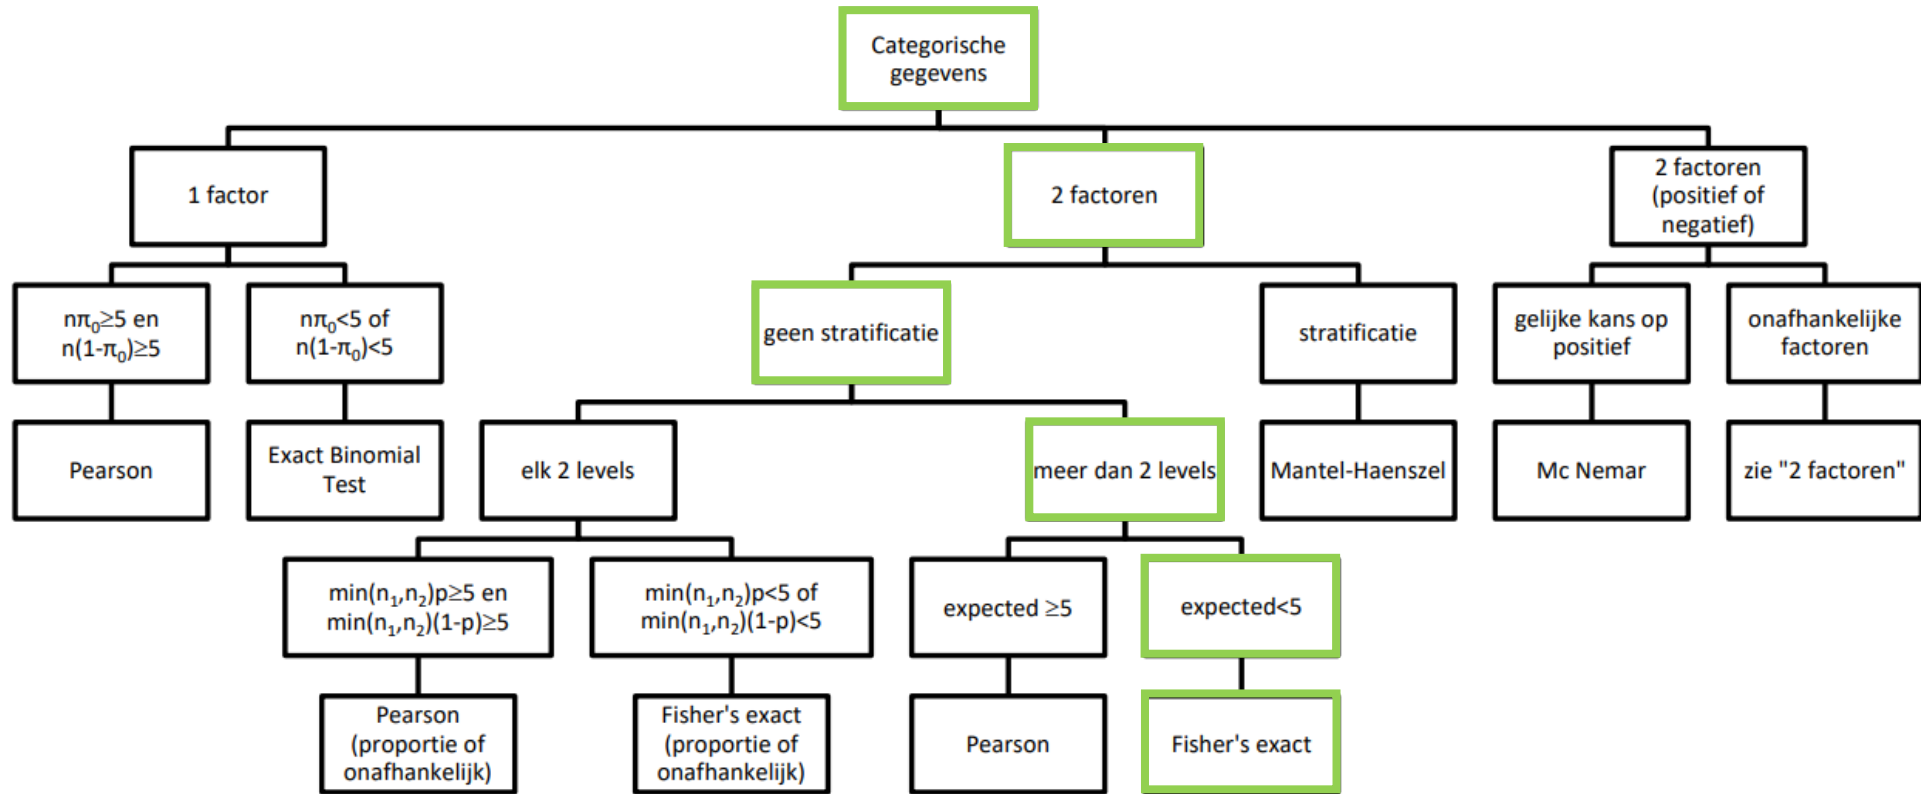 Categorische
gegevens
1 factor
2 factoren
2 factoren
(positief of
negatief)
nπ₀≥5 en
n(1-π₀)≥5
nπ₀<5 of
n(1-π₀)<5
geen stratificatie
stratificatie
gelijke kans op
positief
onafhankelijke
factoren
Pearson
Exact Binomial
Test
elk 2 levels
meer dan 2 levels
Mantel-Haenszel
Mc Nemar
zie "2 factoren"
min(n₁,n₂)p≥5 en
min(n₁,n₂)(1-p)≥5
min(n₁,n₂)p<5 of
min(n₁,n₂)(1-p)<5
expected ≥5
expected<5
Pearson
(proportie of
onafhankelijk)
Fisher's exact
(proportie of
onafhankelijk)
Pearson
Fisher's exact